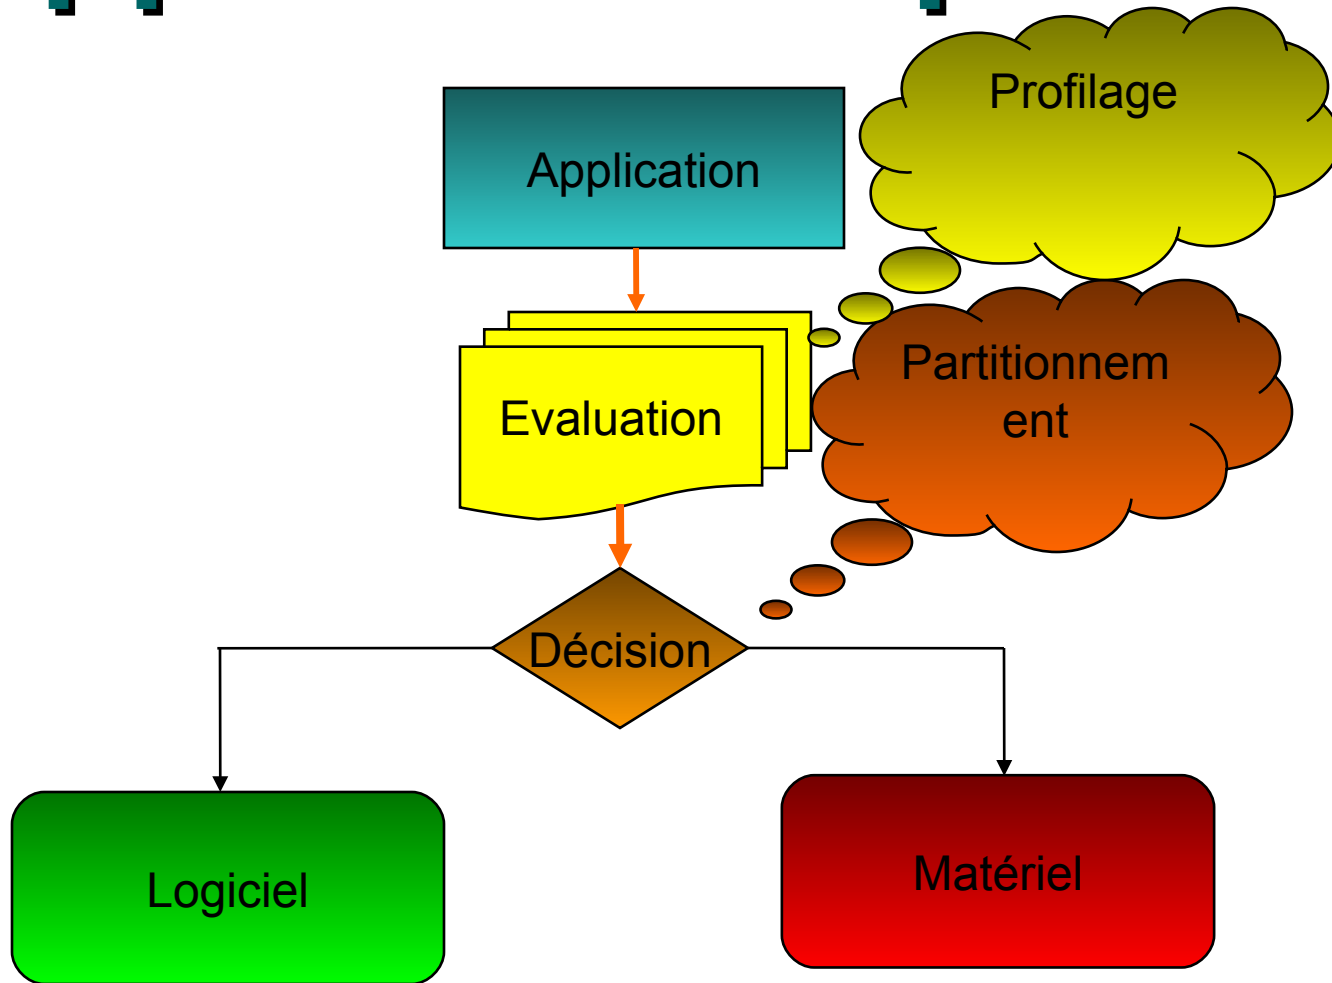 Profilage
Application
Partitionnem
ent
Evaluation
Décision
Logiciel
Matériel